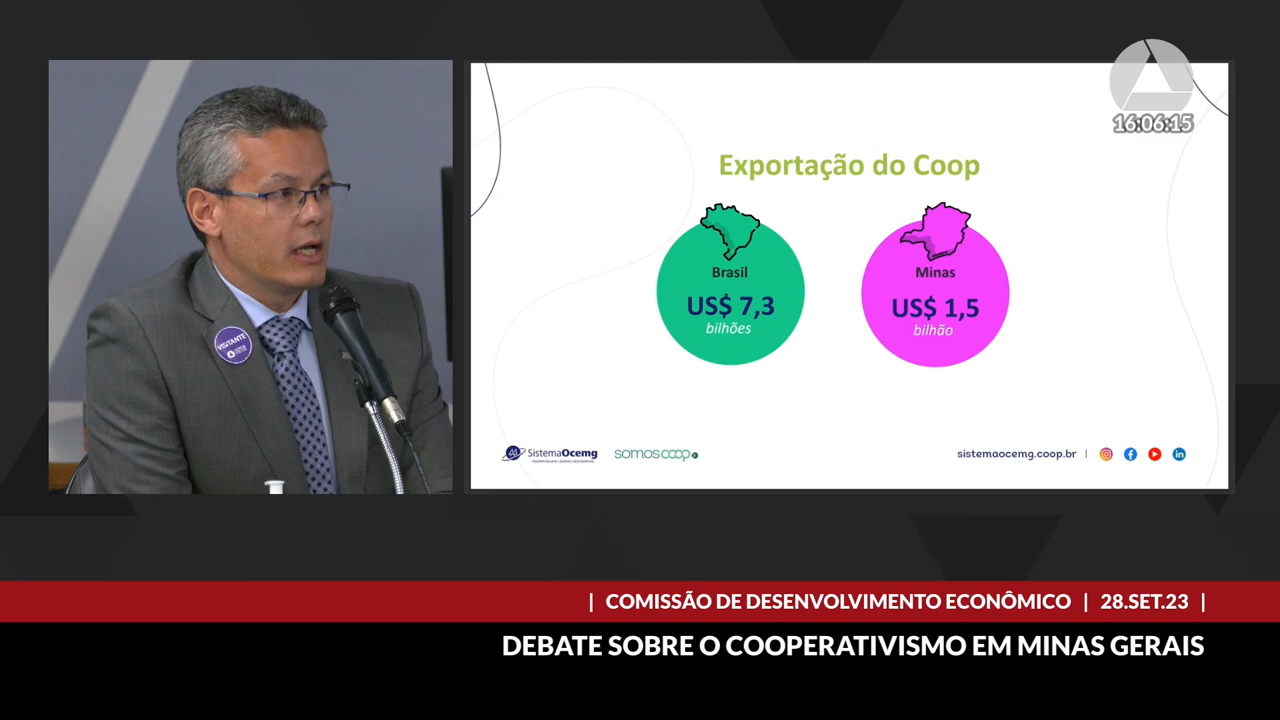 16:06:15
Exportação do Coop
Brasil
US$ 7,3
bilhões
Minas
US$ 1,5
bilhão
VISITANTE
SistemaOcemg
somoscoop
sistemaocemg.coop.br |
| COMISSÃO DE DESENVOLVIMENTO ECONÔMICO | 28.SET.23 |
DEBATE SOBRE O COOPERATIVISMO EM MINAS GERAIS